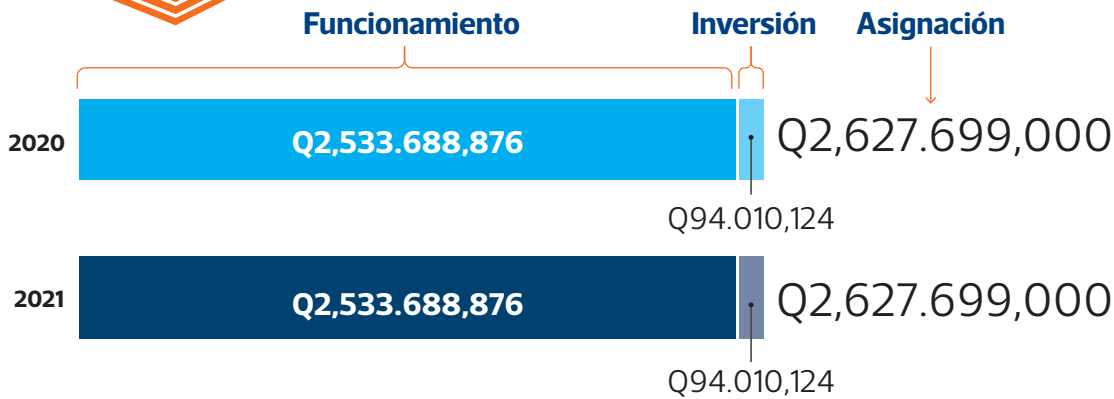 Funcionamiento Inversión Asignación
2020 Q2,533.688,876 Q2,627.699,000
Q94.010,124
2021 Q2,533.688,876 Q2,627.699,000
Q94.010,124